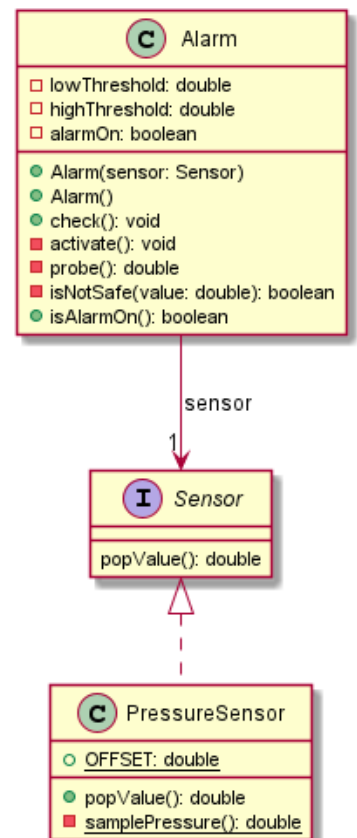 C Alarm
lowThreshold: double
highThreshold: double
alarmOn: boolean
Alarm(sensor: Sensor)
Alarm()
check(): void
activate(): void
probe(): double
isNotSafe(value: double): boolean
isAlarmOn(): boolean
sensor
1
I Sensor
popValue(): double
C PressureSensor
OFFSET: double
popValue(): double
samplePressure(): double